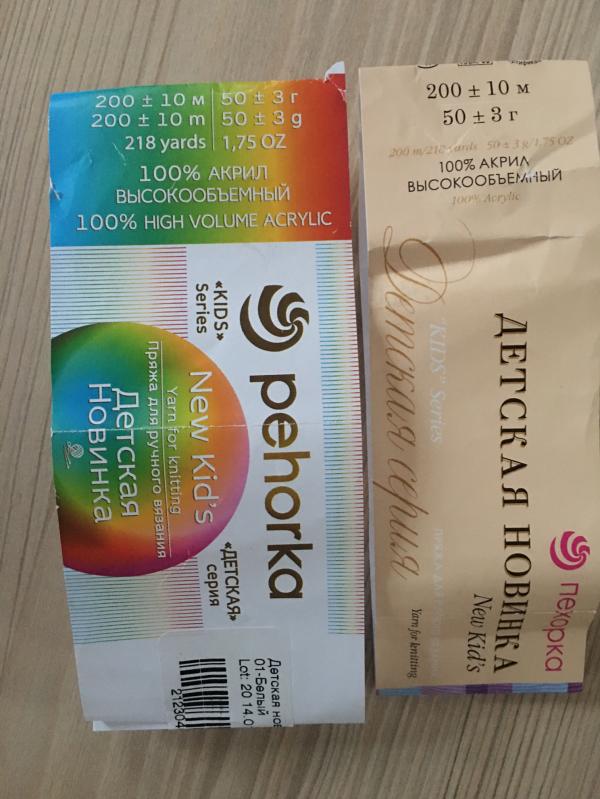 200 ± 10 м | 50 ± 3 г
200 ± 10 m | 50 ± 3 g
218 yards | 1,75 OZ
100% АКРИЛ
ВЫСОКООБЪЕМНЫЙ
100% HIGH VOLUME ACRYLIC
pehorka
«KIDS»
Series
«ДЕТСКАЯ»
серия
New Kid's
Yarn for knitting
Пряжа для ручного вязания
Детская
Новинка
Детская нов
01-Белый
Lot: 20 14.0
212304
200 ± 10 м
50 ± 3 г
200 m/218 yards 50 ± 3 g/1,75 OZ
100% АКРИЛ
ВЫСОКООБЪЕМНЫЙ
100% Acrylic
пехорка
ДЕТСКАЯ НОВИНКА
New Kid's
"KIDS" Series
Детская серия
Yarn for knitting